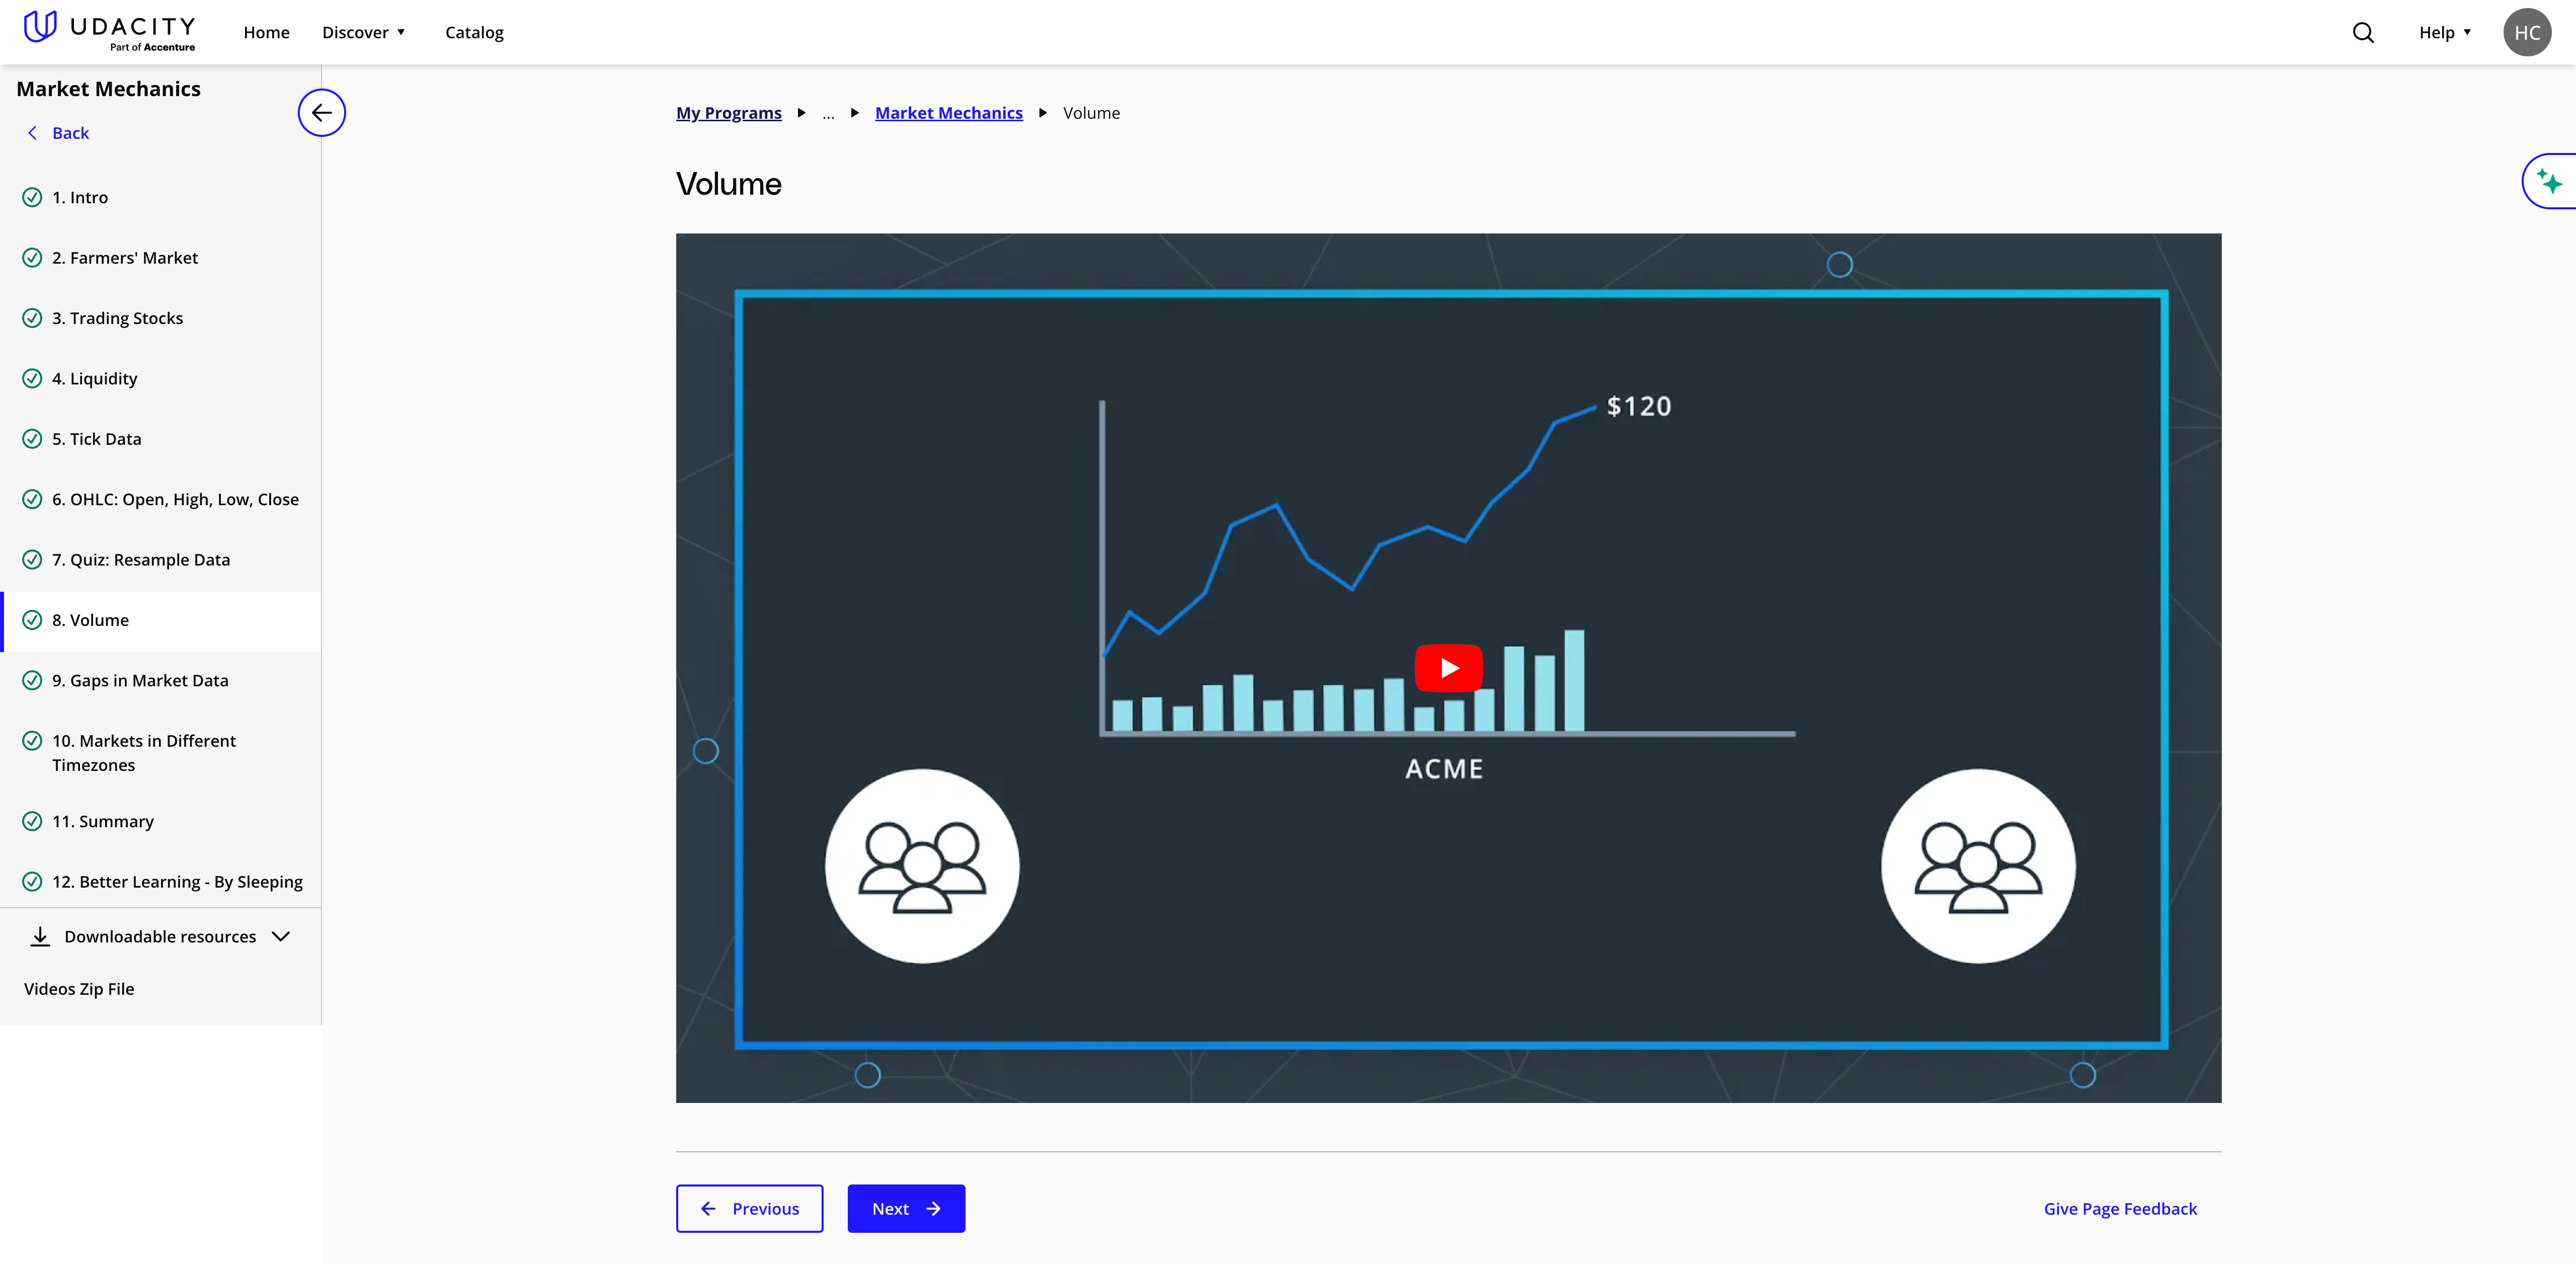 UDACITY
Part of Accenture
Home
Discover
Catalog
Help
HC
Market Mechanics
Back
1. Intro
2. Farmers' Market
3. Trading Stocks
4. Liquidity
5. Tick Data
6. OHLC: Open, High, Low, Close
7. Quiz: Resample Data
8. Volume
9. Gaps in Market Data
10. Markets in Different
Timezones
11. Summary
12. Better Learning - By Sleeping
Downloadable resources
Videos Zip File
My Programs ... Market Mechanics Volume
Volume
$120
ACME
Previous
Next
Give Page Feedback